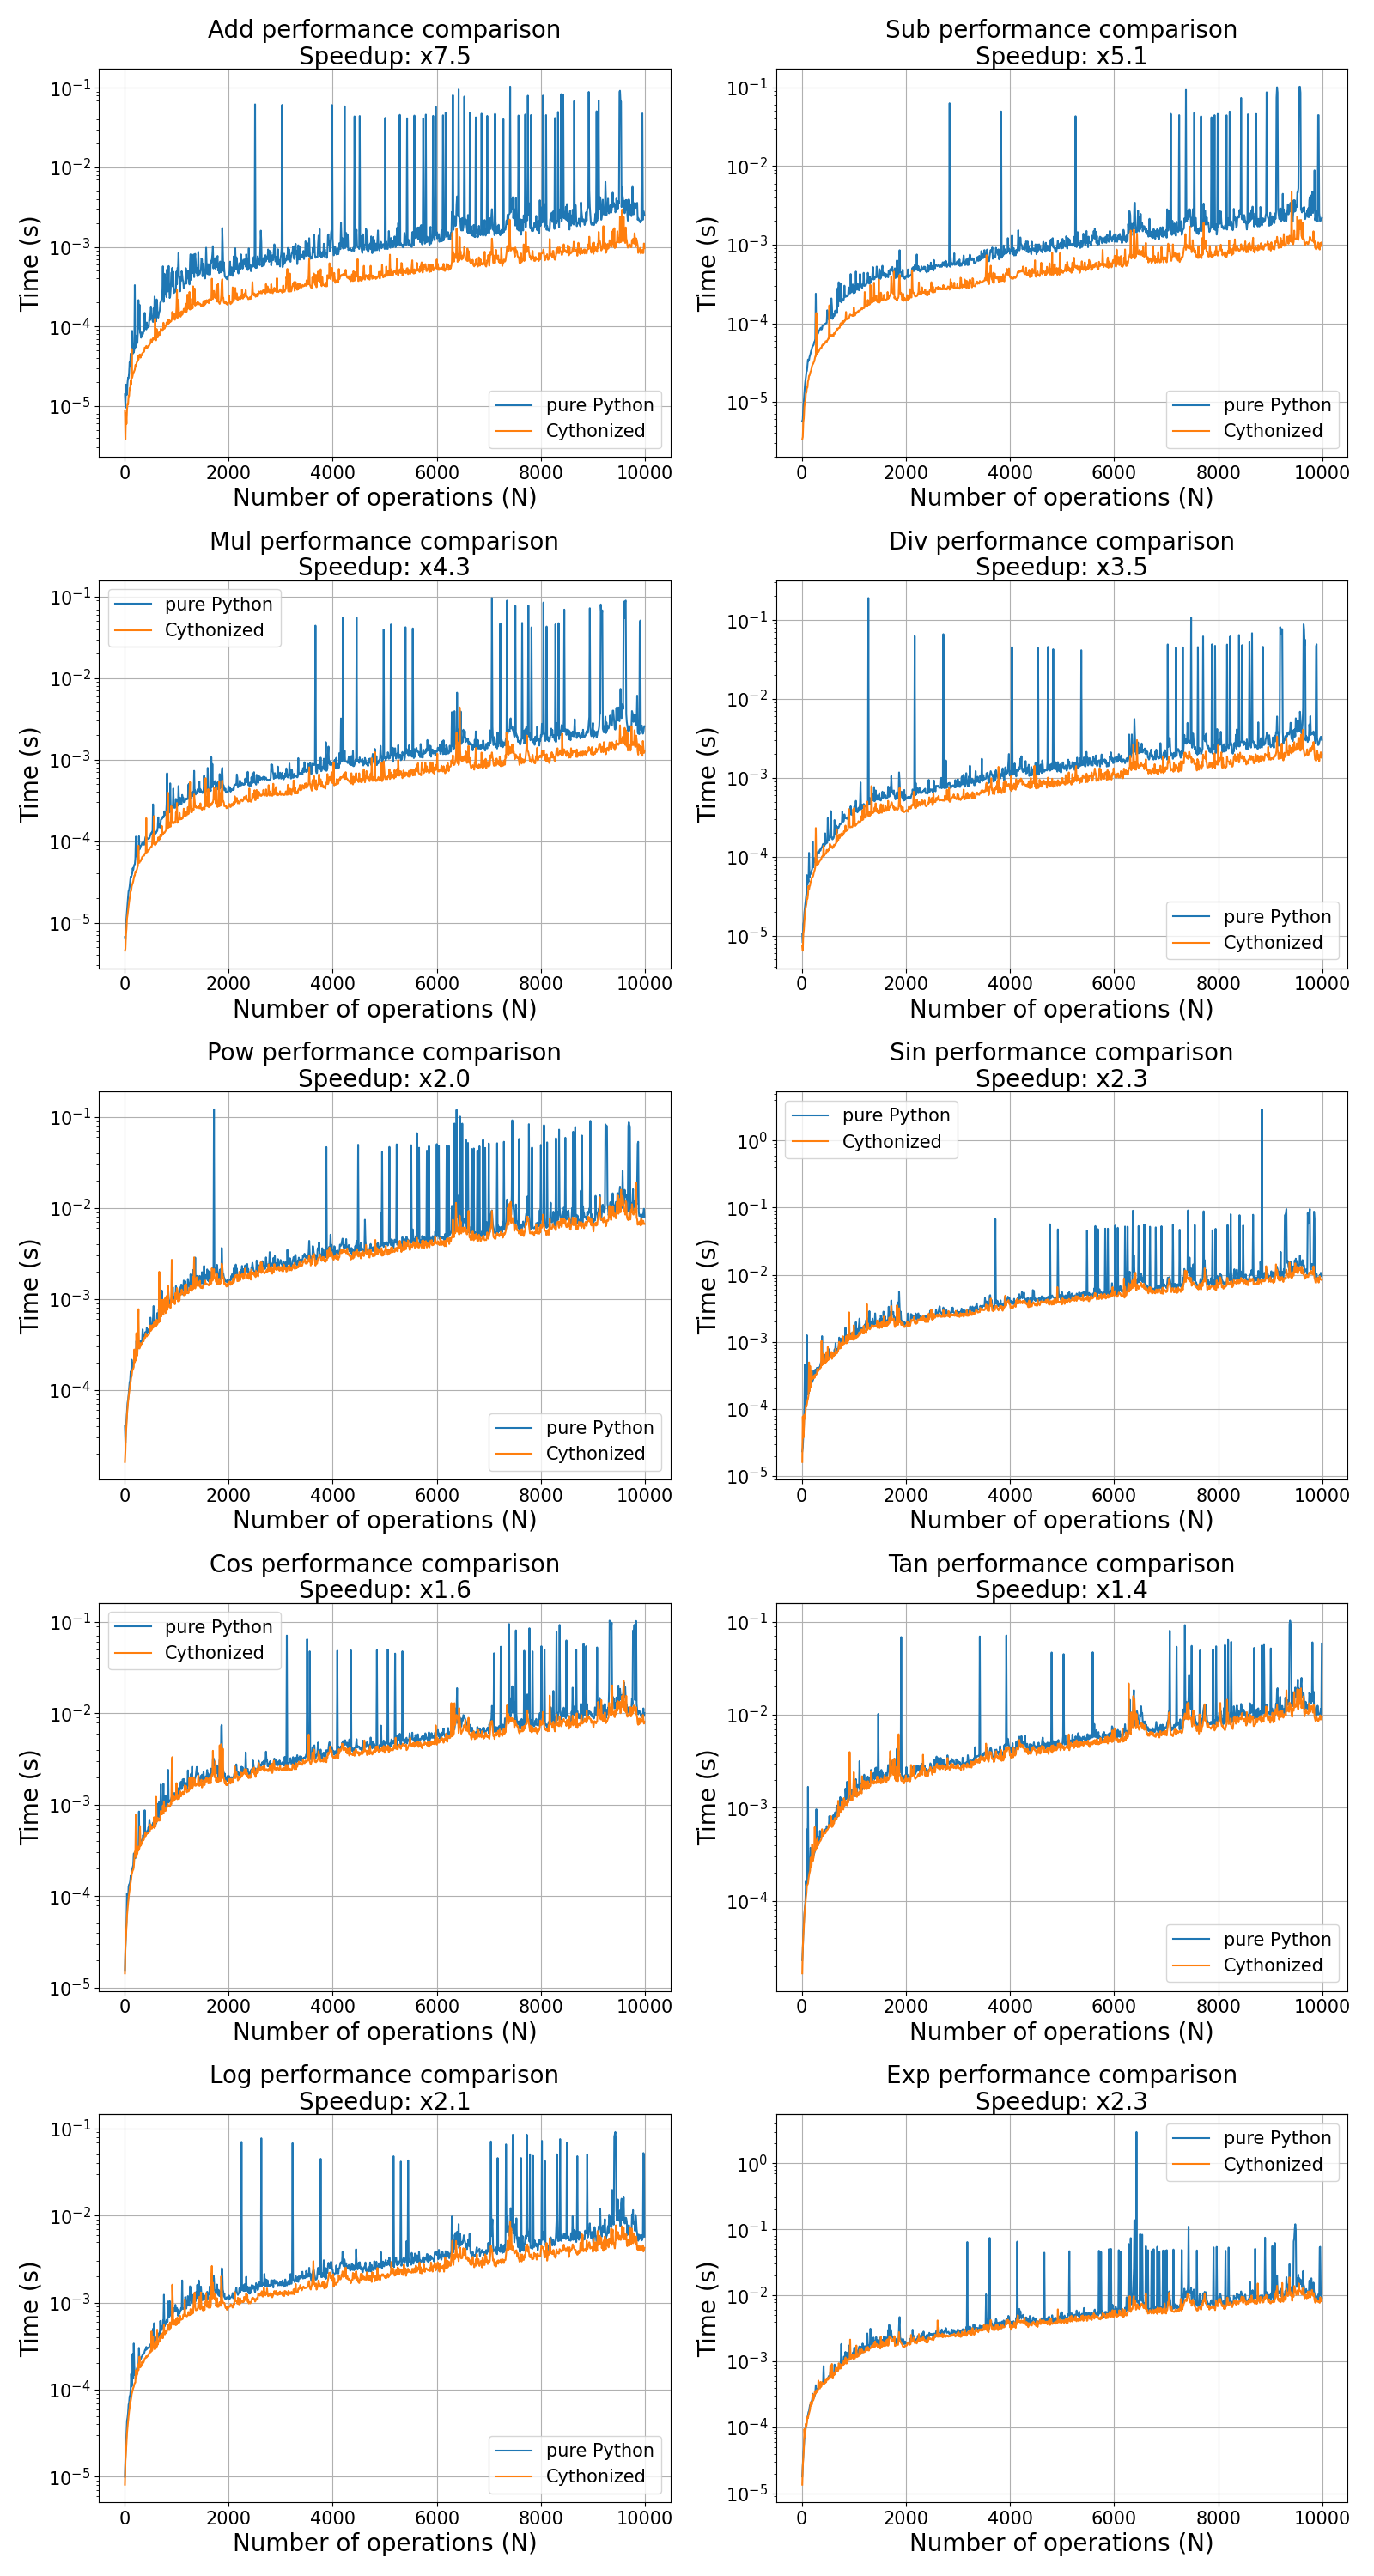 Add performance comparison
Speedup: x7.5
Time (s)
10⁻¹
10⁻²
10⁻³
10⁻⁴
10⁻⁵
pure Python
Cythonized
0 2000 4000 6000 8000 10000
Number of operations (N)
Sub performance comparison
Speedup: x5.1
Time (s)
10⁻¹
10⁻²
10⁻³
10⁻⁴
10⁻⁵
pure Python
Cythonized
0 2000 4000 6000 8000 10000
Number of operations (N)
Mul performance comparison
Speedup: x4.3
Time (s)
10⁻¹
10⁻²
10⁻³
10⁻⁴
10⁻⁵
pure Python
Cythonized
0 2000 4000 6000 8000 10000
Number of operations (N)
Div performance comparison
Speedup: x3.5
Time (s)
10⁻¹
10⁻²
10⁻³
10⁻⁴
10⁻⁵
pure Python
Cythonized
0 2000 4000 6000 8000 10000
Number of operations (N)
Pow performance comparison
Speedup: x2.0
Time (s)
10⁻¹
10⁻²
10⁻³
10⁻⁴
pure Python
Cythonized
0 2000 4000 6000 8000 10000
Number of operations (N)
Sin performance comparison
Speedup: x2.3
Time (s)
10⁰
10⁻¹
10⁻²
10⁻³
10⁻⁴
10⁻⁵
pure Python
Cythonized
0 2000 4000 6000 8000 10000
Number of operations (N)
Cos performance comparison
Speedup: x1.6
Time (s)
10⁻¹
10⁻²
10⁻³
10⁻⁴
10⁻⁵
pure Python
Cythonized
0 2000 4000 6000 8000 10000
Number of operations (N)
Tan performance comparison
Speedup: x1.4
Time (s)
10⁻¹
10⁻²
10⁻³
10⁻⁴
pure Python
Cythonized
0 2000 4000 6000 8000 10000
Number of operations (N)
Log performance comparison
Speedup: x2.1
Time (s)
10⁻¹
10⁻²
10⁻³
10⁻⁴
10⁻⁵
pure Python
Cythonized
0 2000 4000 6000 8000 10000
Number of operations (N)
Exp performance comparison
Speedup: x2.3
Time (s)
10⁰
10⁻¹
10⁻²
10⁻³
10⁻⁴
10⁻⁵
pure Python
Cythonized
0 2000 4000 6000 8000 10000
Number of operations (N)